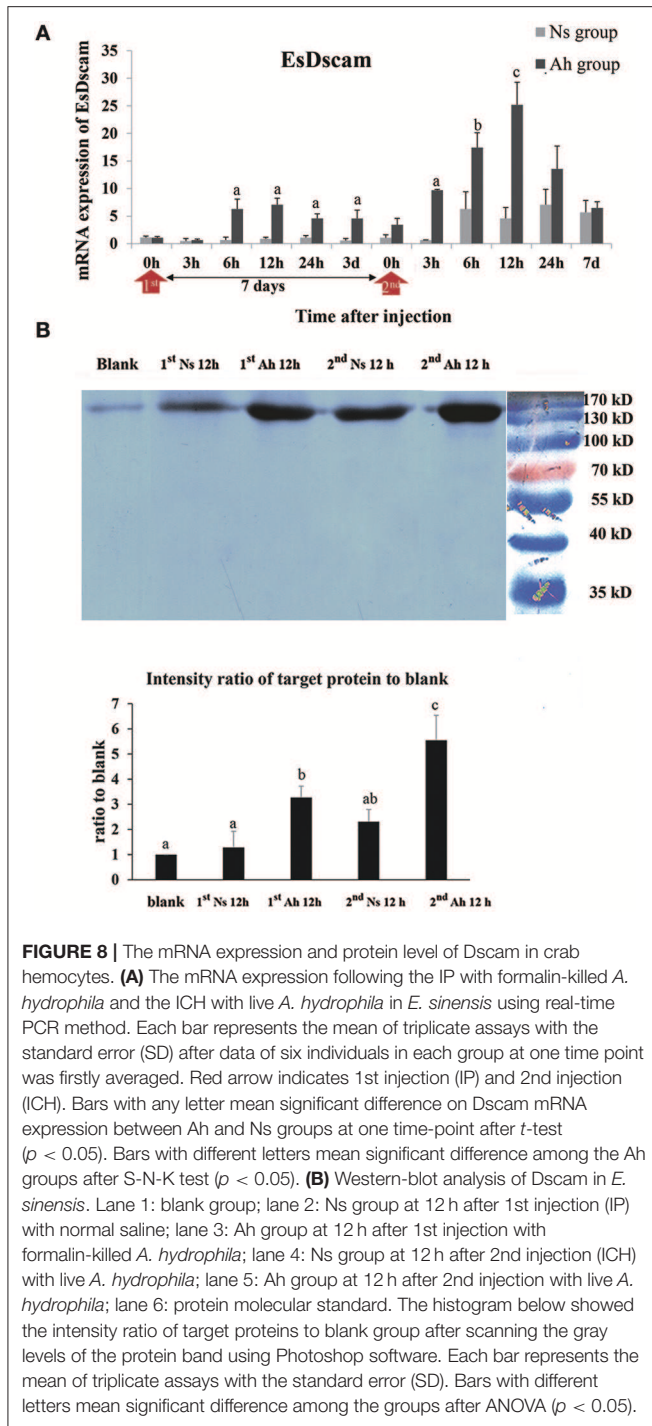 A
EsDscam
Ns group
Ah group
mRNA expression of EsDscam
35
30
25
20
15
10
5
0
a a a a a b c
0h 3h 6h 12h 24h 3d 0h 3h 6h 12h 24h 7d
1st 7 days 2nd
Time after injection
B
Blank 1st Ns 12h 1st Ah 12h 2nd Ns 12 h 2nd Ah 12 h
170 kD
130 kD
100 kD
70 kD
55 kD
40 kD
35 kD
Intensity ratio of target protein to blank
ratio to blank
7
6
5
4
3
2
1
0
a a b ab c
blank 1st Ns 12h 1st Ah 12h 2nd Ns 12 h 2nd Ah 12 h
FIGURE 8 | The mRNA expression and protein level of Dscam in crab
hemocytes. (A) The mRNA expression following the IP with formalin-killed A.
hydrophila and the ICH with live A. hydrophila in E. sinensis using real-time
PCR method. Each bar represents the mean of triplicate assays with the
standard error (SD) after data of six individuals in each group at one time point
was firstly averaged. Red arrow indicates 1st injection (IP) and 2nd injection
(ICH). Bars with any letter mean significant difference on Dscam mRNA
expression between Ah and Ns groups at one time-point after t-test
(p < 0.05). Bars with different letters mean significant difference among the Ah
groups after S-N-K test (p < 0.05). (B) Western-blot analysis of Dscam in E.
sinensis. Lane 1: blank group; lane 2: Ns group at 12 h after 1st injection (IP)
with normal saline; lane 3: Ah group at 12 h after 1st injection with
formalin-killed A. hydrophila; lane 4: Ns group at 12 h after 2nd injection (ICH)
with live A. hydrophila; lane 5: Ah group at 12 h after 2nd injection with live A.
hydrophila; lane 6: protein molecular standard. The histogram below showed
the intensity ratio of target proteins to blank group after scanning the gray
levels of the protein band using Photoshop software. Each bar represents the
mean of triplicate assays with the standard error (SD). Bars with different
letters mean significant difference among the groups after ANOVA (p < 0.05).